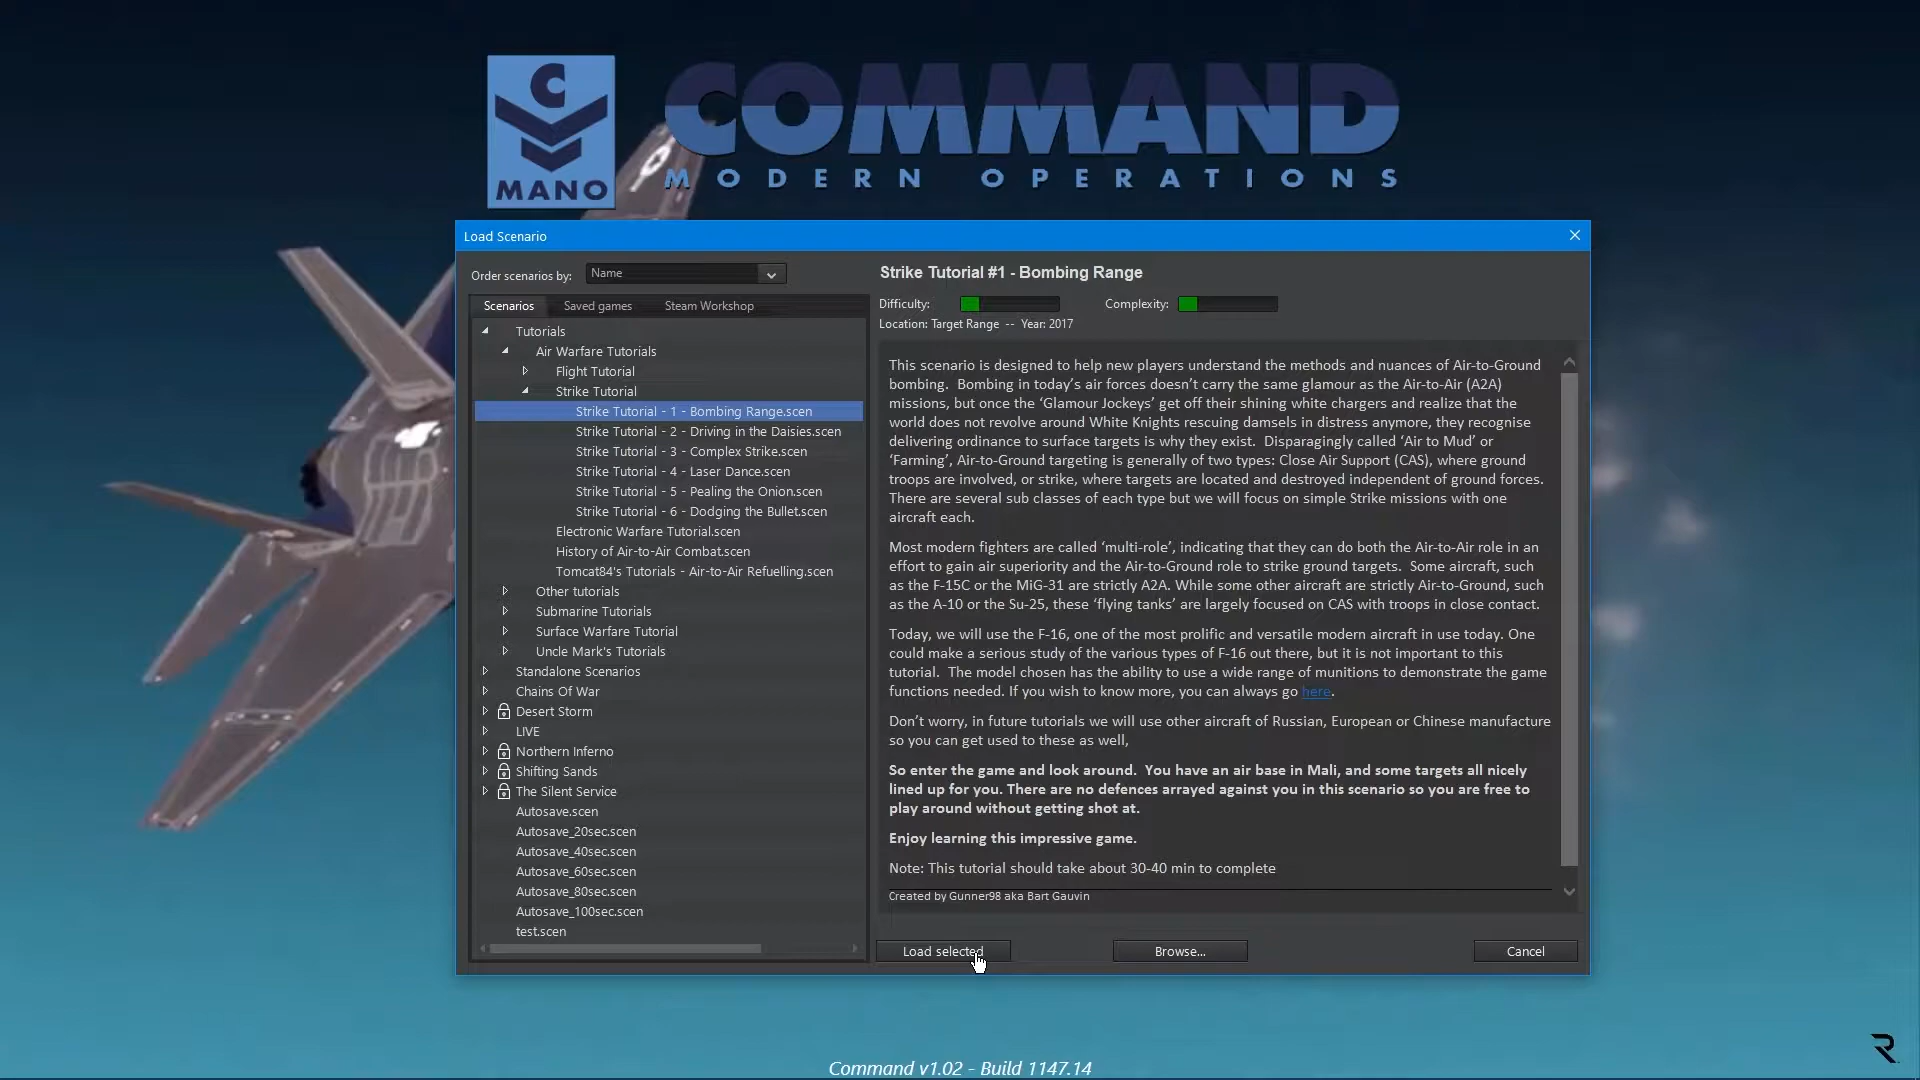 C
MANO
COMMAND
MODERN OPERATIONS
Load Scenario
Order scenarios by:
Name
Scenarios
Saved games
Steam Workshop
Tutorials
Air Warfare Tutorials
Flight Tutorial
Strike Tutorial
Strike Tutorial - 1 - Bombing Range.scen
Strike Tutorial - 2 - Driving in the Daisies.scen
Strike Tutorial - 3 - Complex Strike.scen
Strike Tutorial - 4 - Laser Dance.scen
Strike Tutorial - 5 - Pealing the Onion.scen
Strike Tutorial - 6 - Dodging the Bullet.scen
Electronic Warfare Tutorial.scen
History of Air-to-Air Combat.scen
Tomcat84's Tutorials - Air-to-Air Refuelling.scen
Other tutorials
Submarine Tutorials
Surface Warfare Tutorial
Uncle Mark's Tutorials
Standalone Scenarios
Chains Of War
Desert Storm
LIVE
Northern Inferno
Shifting Sands
The Silent Service
Autosave.scen
Autosave_20sec.scen
Autosave_40sec.scen
Autosave_60sec.scen
Autosave_80sec.scen
Autosave_100sec.scen
test.scen
Strike Tutorial #1 - Bombing Range
Difficulty:
Complexity:
Location: Target Range -- Year: 2017
This scenario is designed to help new players understand the methods and nuances of Air-to-Ground
bombing. Bombing in today’s air forces doesn’t carry the same glamour as the Air-to-Air (A2A)
missions, but once the ‘Glamour Jockeys’ get off their shining white chargers and realize that the
world does not revolve around White Knights rescuing damsels in distress anymore, they recognise
delivering ordinance to surface targets is why they exist. Disparagingly called ‘Air to Mud’ or
‘Farming’, Air-to-Ground targeting is generally of two types: Close Air Support (CAS), where ground
troops are involved, or strike, where targets are located and destroyed independent of ground forces.
There are several sub classes of each type but we will focus on simple Strike missions with one
aircraft each.
Most modern fighters are called ‘multi-role’, indicating that they can do both the Air-to-Air role in an
effort to gain air superiority and the Air-to-Ground role to strike ground targets. Some aircraft, such
as the F-15C or the MiG-31 are strictly A2A. While some other aircraft are strictly Air-to-Ground, such
as the A-10 or the Su-25, these ‘flying tanks’ are largely focused on CAS with troops in close contact.
Today, we will use the F-16, one of the most prolific and versatile modern aircraft in use today. One
could make a serious study of the various types of F-16 out there, but it is not important to this
tutorial. The model chosen has the ability to use a wide range of munitions to demonstrate the game
functions needed. If you wish to know more, you can always go here.
Don’t worry, in future tutorials we will use other aircraft of Russian, European or Chinese manufacture
so you can get used to these as well,
So enter the game and look around. You have an air base in Mali, and some targets all nicely
lined up for you. There are no defences arrayed against you in this scenario so you are free to
play around without getting shot at.
Enjoy learning this impressive game.
Note: This tutorial should take about 30-40 min to complete
Created by Gunner98 aka Bart Gauvin
Load selected
Browse...
Cancel
Command v1.02 - Build 1147.14